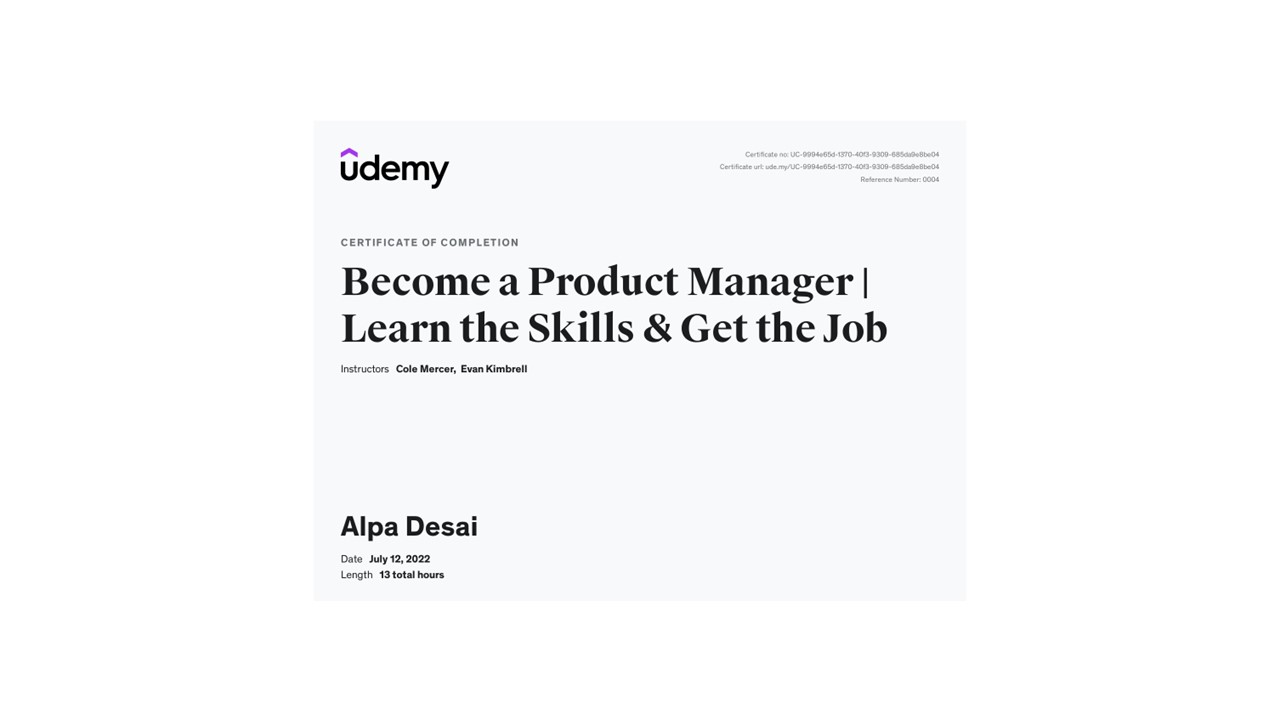 udemy
Certificate no: UC-9994e65d-1370-40f3-9309-685da9e8be04
Certificate url: ude.my/UC-9994e65d-1370-40f3-9309-685da9e8be04
Reference Number: 0004
CERTIFICATE OF COMPLETION
Become a Product Manager |
Learn the Skills & Get the Job
Instructors Cole Mercer, Evan Kimbrell
Alpa Desai
Date July 12, 2022
Length 13 total hours